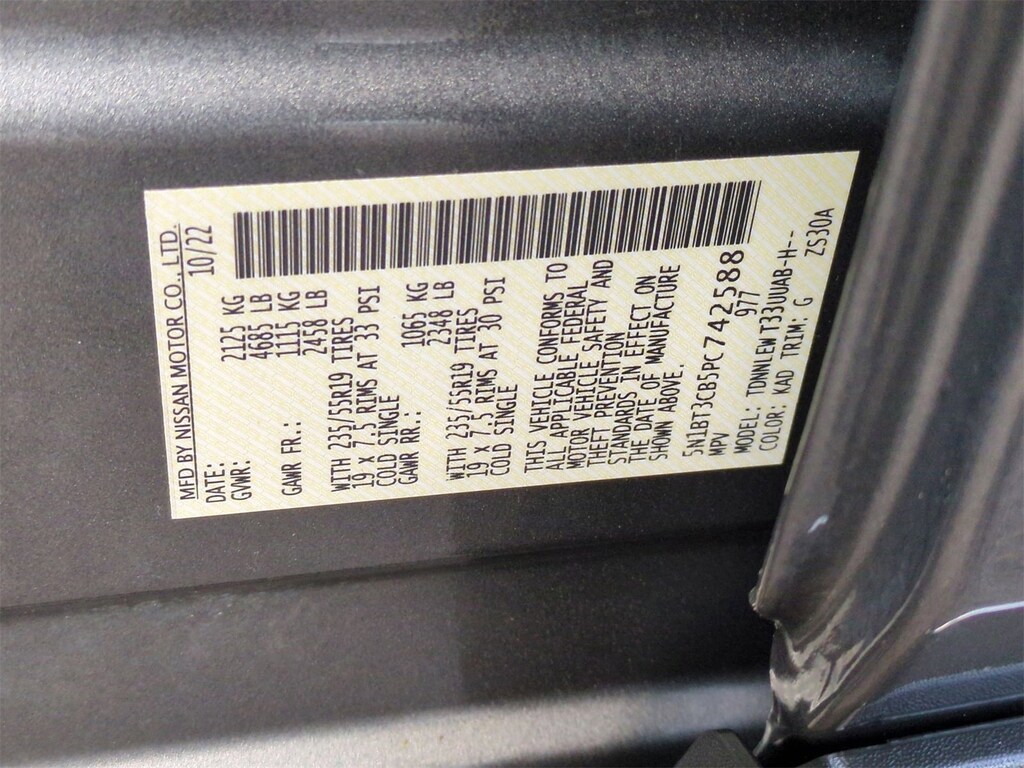 MFD BY NISSAN MOTOR CO., LTD.
DATE: 10/22
GVWR: 2125 KG
4685 LB
GAWR FR.: 1115 KG
2458 LB
WITH 235/55R19 TIRES
19 x 7.5 RIMS AT 33 PSI
COLD SINGLE
GAWR RR.: 1065 KG
2348 LB
WITH 235/55R19 TIRES
19 x 7.5 RIMS AT 30 PSI
COLD SINGLE
THIS VEHICLE CONFORMS TO
ALL APPLICABLE FEDERAL
MOTOR VEHICLE SAFETY AND
THEFT PREVENTION
STANDARDS IN EFFECT ON
THE DATE OF MANUFACTURE
SHOWN ABOVE.
5N1BT3CB5PC742588
MPV 977
MODEL: TDNNLEW T33UUAB-H--
COLOR: KAD TRIM: G ZS30A